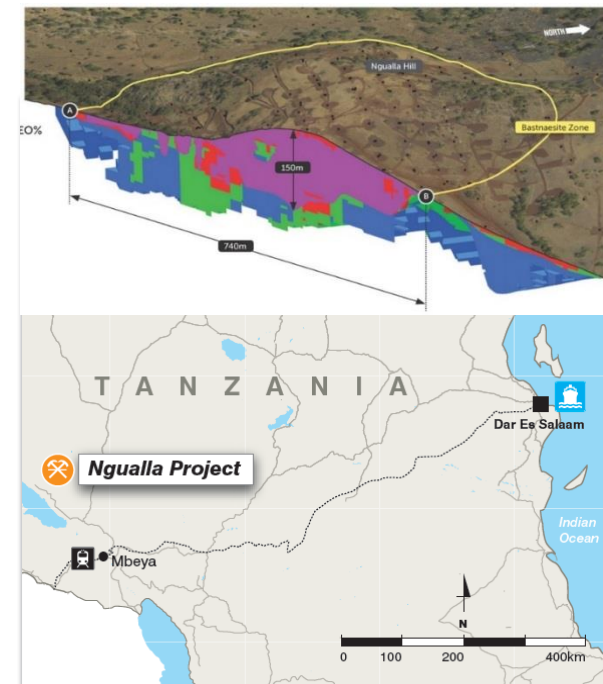 NORTH
Ngualla Hill
A
EO%
Bastnaesite Zone
150m
B
740m
TANZANIA
Dar Es Salaam
Ngualla Project
Indian
Ocean
Mbeya
N
0 100 200 400km